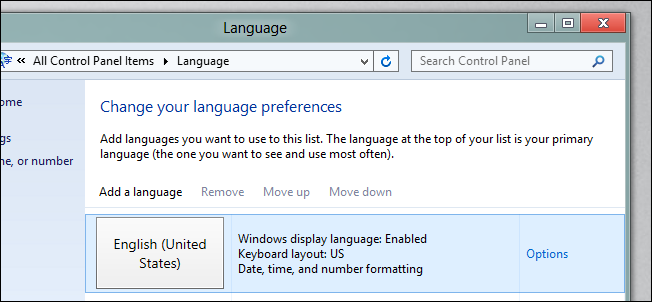 Language
All Control Panel Items
Language
Search Control Panel
ome
Change your language preferences
Add languages you want to use to this list. The language at the top of your list is your primary
language (the one you want to see and use most often).
gs
ne, or number
Add a language Remove Move up Move down
English (United
States)
Windows display language: Enabled
Keyboard layout: US
Date, time, and number formatting
Options